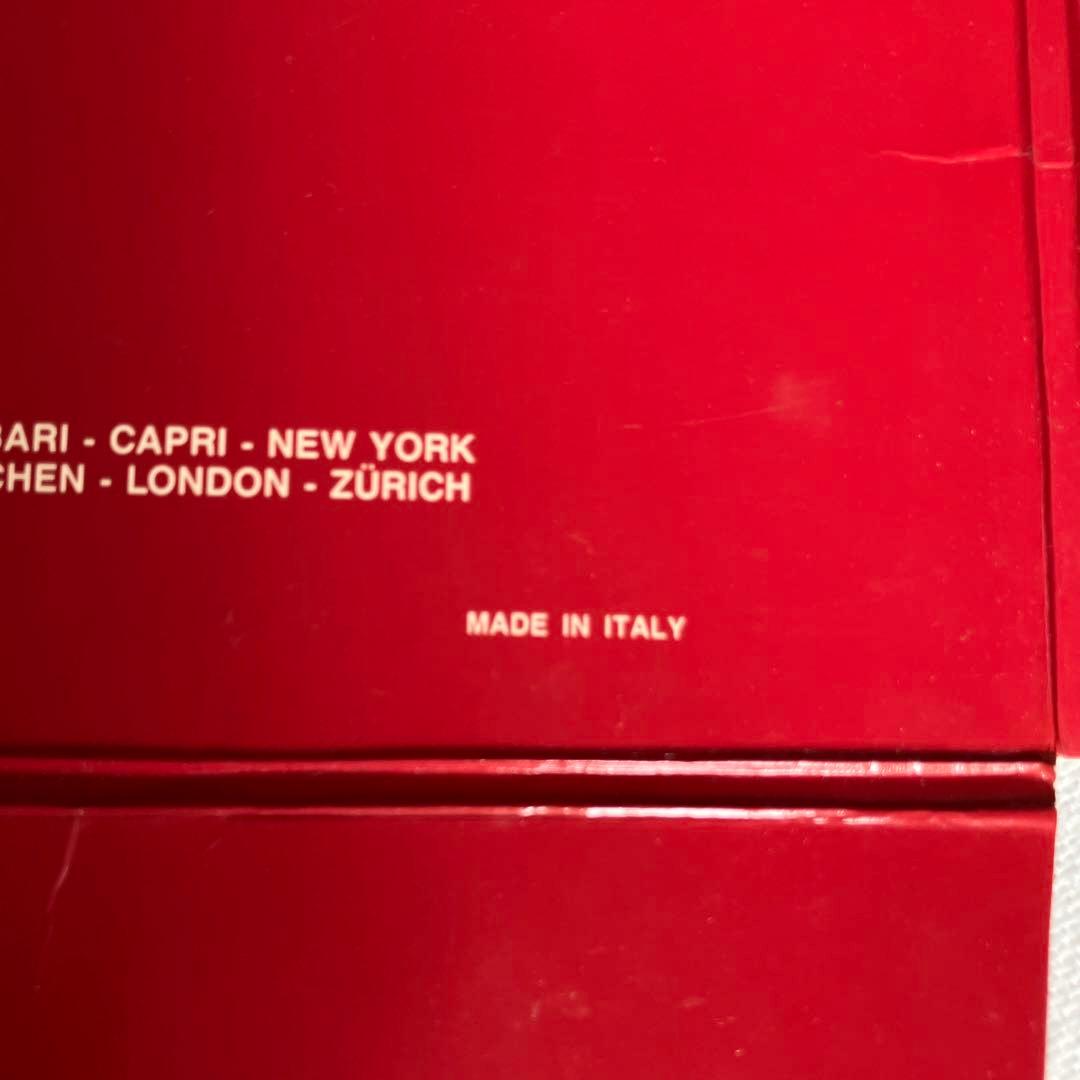 BARI - CAPRI - NEW YORK
CHEN - LONDON - ZÜRICH
MADE IN ITALY